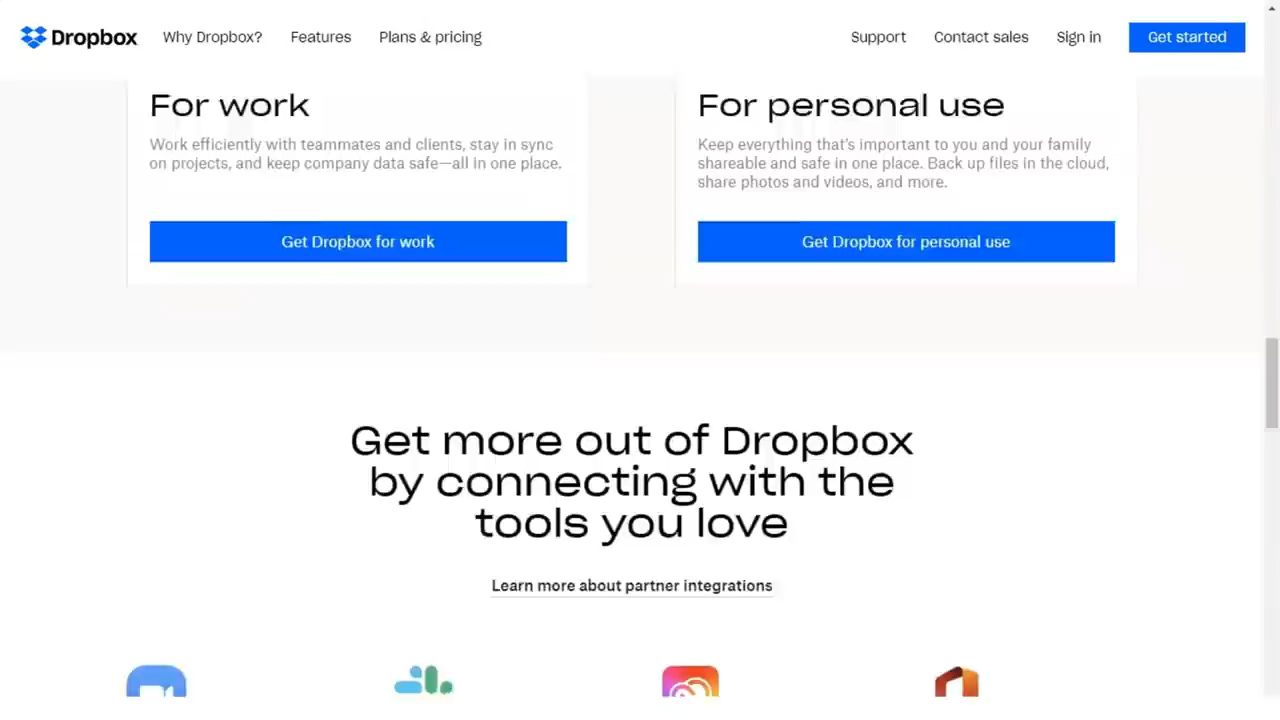 Dropbox Why Dropbox? Features Plans & pricing Support Contact sales Sign in Get started
For work
Work efficiently with teammates and clients, stay in sync
on projects, and keep company data safe—all in one place.
Get Dropbox for work
For personal use
Keep everything that's important to you and your family
shareable and safe in one place. Back up files in the cloud,
share photos and videos, and more.
Get Dropbox for personal use
Get more out of Dropbox
by connecting with the
tools you love
Learn more about partner integrations